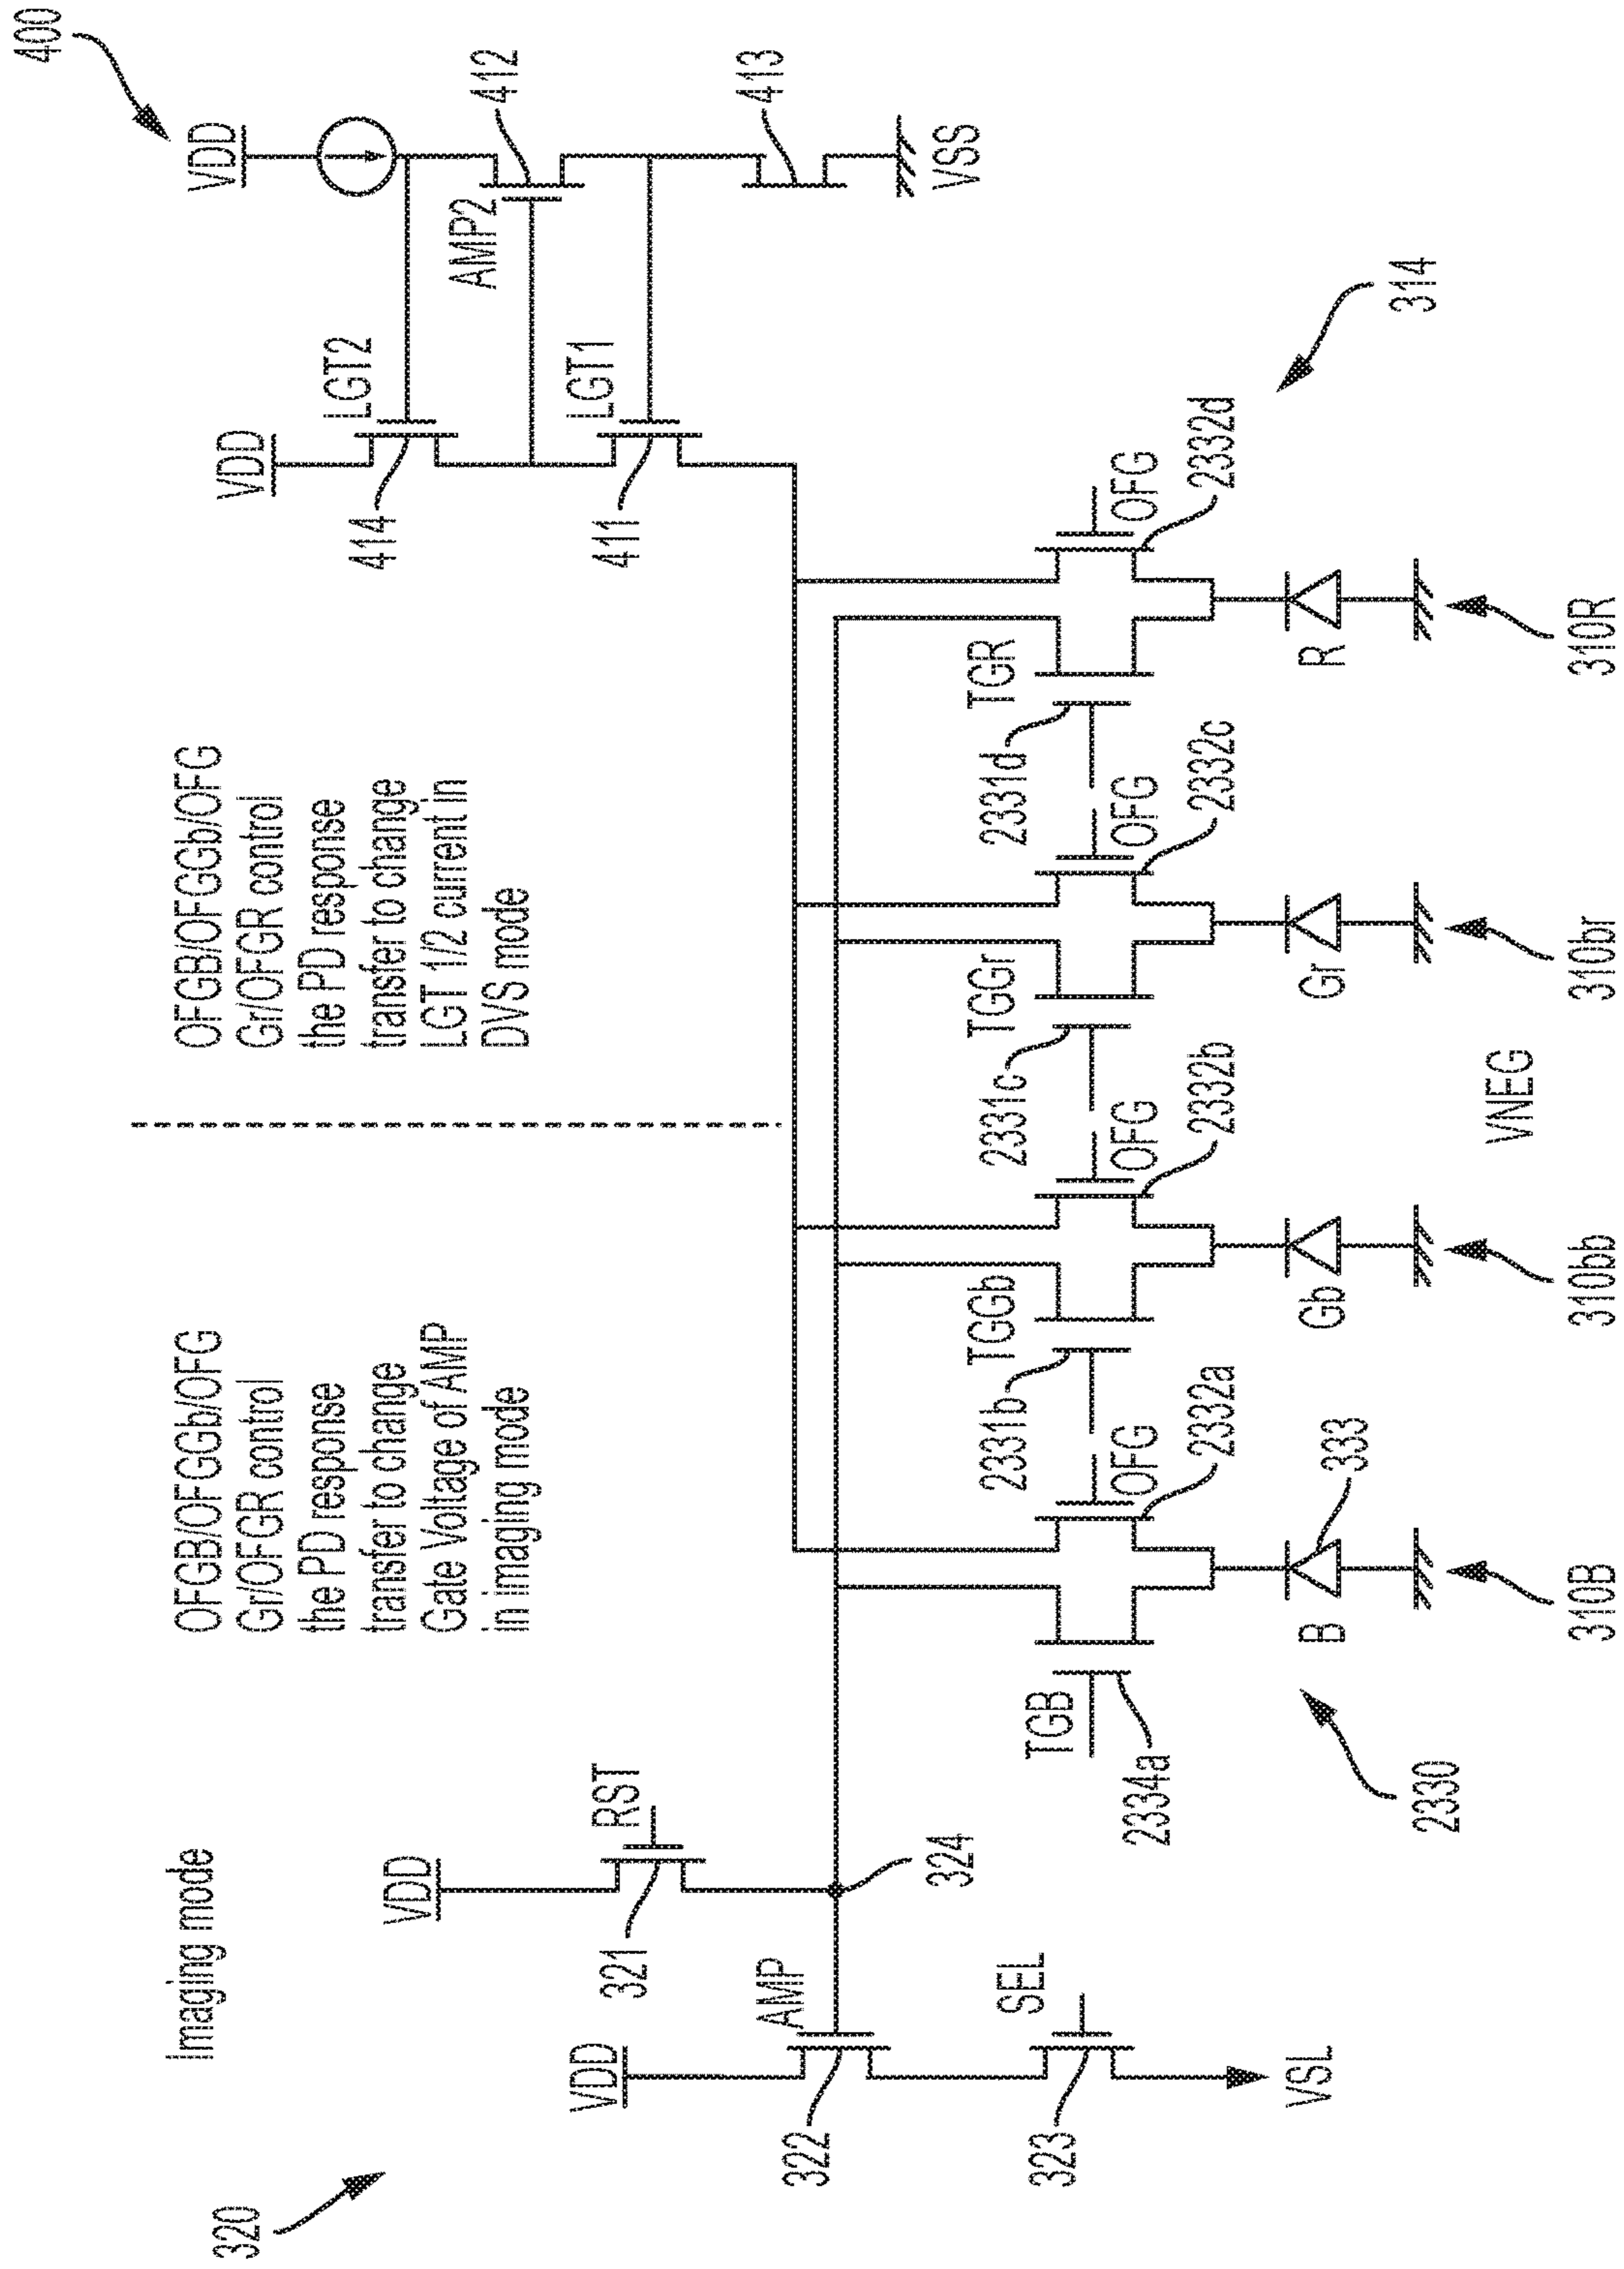 320
Imaging mode
OFGB/OFGGb/OFG
Gr/OFGR control
the PD response
transfer to change
Gate Voltage of AMP
in imaging mode
OFGB/OFGGb/OFG
Gr/OFGR control
the PD response
transfer to change
LGT 1/2 current in
DVS mode
400
VDD
VDD
VDD
VDD
321
RST
322
AMP
323
SEL
VSL
324
414
LGT2
411
LGT1
AMP2
412
413
VSS
314
TGB
2334a
OFG
2332a
TGGb
2331b
OFG
2332b
TGGr
2331c
OFG
2332c
TGR
2331d
OFG
2332d
2330
B
333
Gb
Gr
R
310B
310bb
VNEG
310br
310R